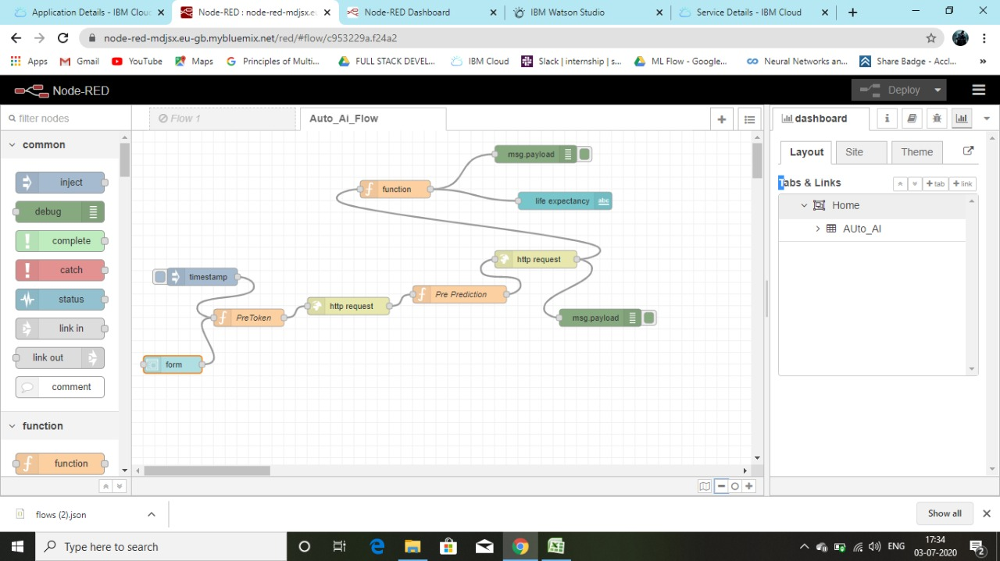 Application Details - IBM Cloud
Node-RED : node-red-mdjsx.eu
Node-RED Dashboard
IBM Watson Studio
Service Details - IBM Cloud
node-red-mdjsx.eu-gb.mybluemix.net/red/#flow/c953229a.f24a2
Apps
Gmail
YouTube
Maps
Principles of Multi...
FULL STACK DEVEL...
IBM Cloud
Slack | internship | s...
ML Flow - Google...
Neural Networks an...
Share Badge - Accl...
»
Node-RED
Deploy
filter nodes
Flow 1
Auto_Ai_Flow
dashboard
common
inject
debug
complete
catch
status
link in
link out
comment
function
function
msg.payload
function
life expectancy
abc
http request
timestamp
Pre Prediction
http request
PreToken
msg.payload
form
Layout
Site
Theme
Tabs & Links
tab
link
Home
AUto_AI
flows (2).json
Show all
Type here to search
ENG
17:34
03-07-2020
2